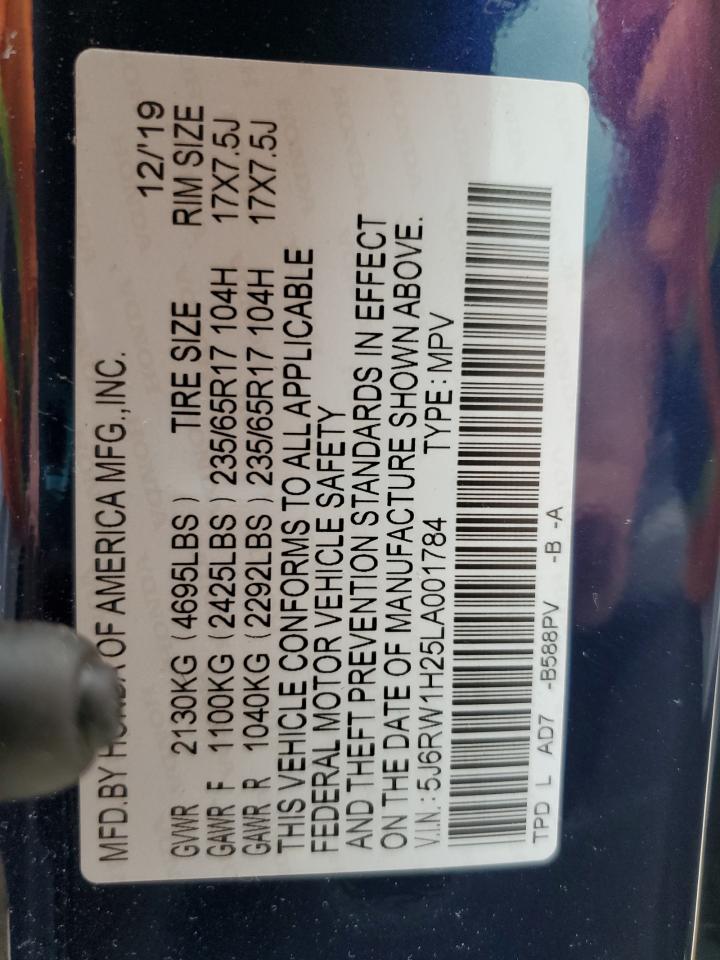 MFD.BY HONDA OF AMERICA MFG.,INC. 12/'19
GVWR 2130KG (4695LBS) TIRE SIZE RIM SIZE
GAWR F 1100KG (2425LBS) 235/65R17 104H 17X7.5J
GAWR R 1040KG (2292LBS) 235/65R17 104H 17X7.5J
THIS VEHICLE CONFORMS TO ALL APPLICABLE
FEDERAL MOTOR VEHICLE SAFETY
AND THEFT PREVENTION STANDARDS IN EFFECT
ON THE DATE OF MANUFACTURE SHOWN ABOVE.
V.I.N.: 5J6RW1H25LA001784 TYPE: MPV
TPD L AD7 -B588PV -B -A